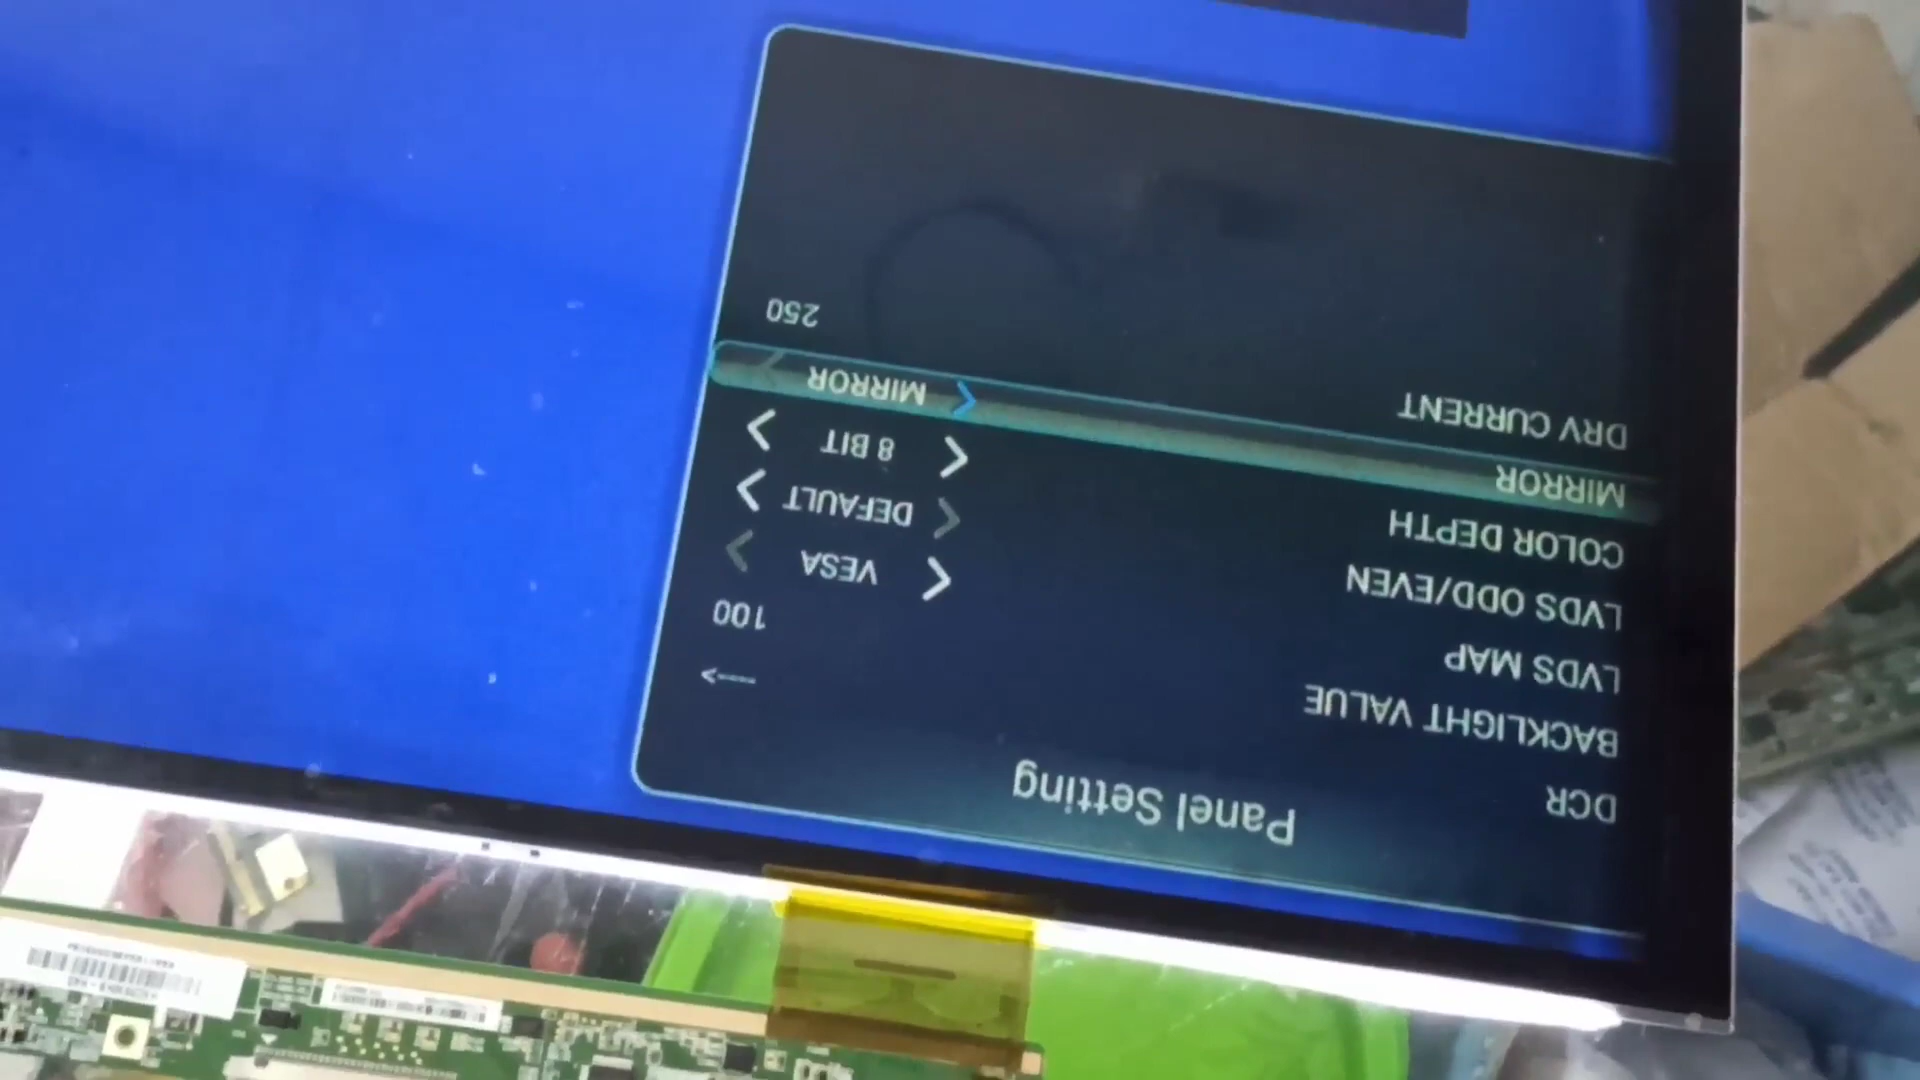 Panel Setting
DCR --->
BACKLIGHT VALUE 100
LVDS MAP VESA
LVDS ODD/EVEN DEFAULT
COLOR DEPTH 8 BIT
MIRROR MIRROR
DRV CURRENT 250